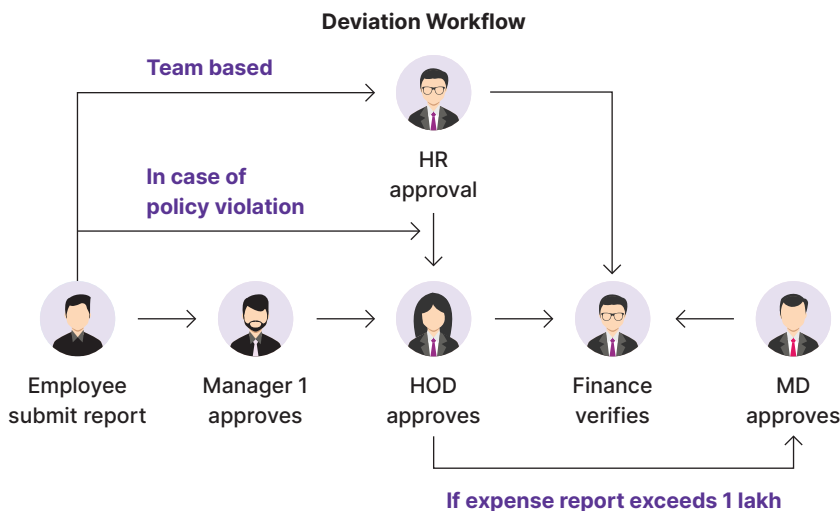 Deviation Workflow
Team based
HR
approval
In case of
policy violation
Employee
submit report
Manager 1
approves
HOD
approves
Finance
verifies
MD
approves
If expense report exceeds 1 lakh